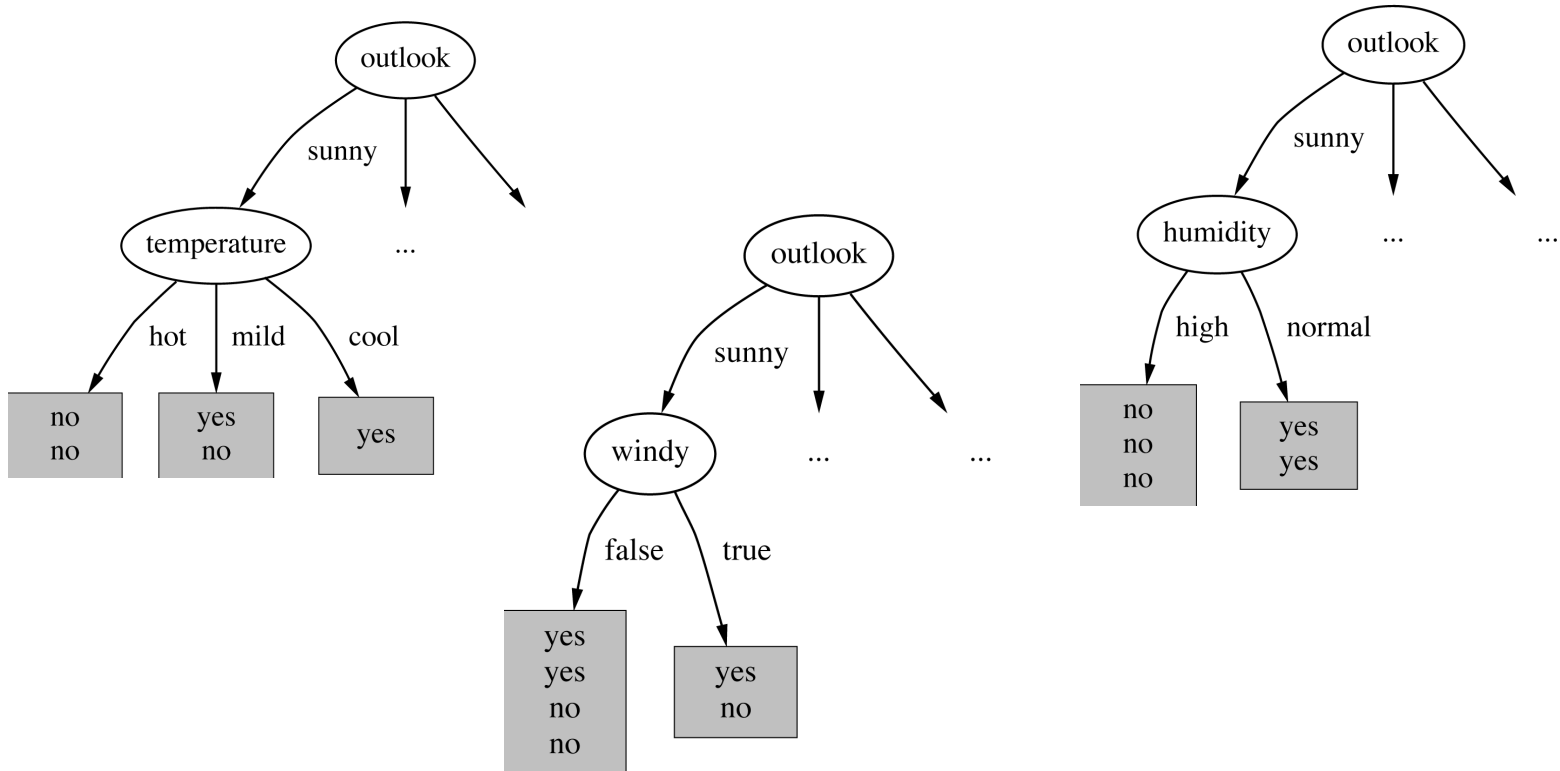 outlook
sunny
temperature
...
hot mild cool
no
no
yes
no
yes
outlook
sunny
windy
... ...
false true
yes
yes
no
no
yes
no
outlook
sunny
humidity
... ...
high normal
no
no
no
yes
yes